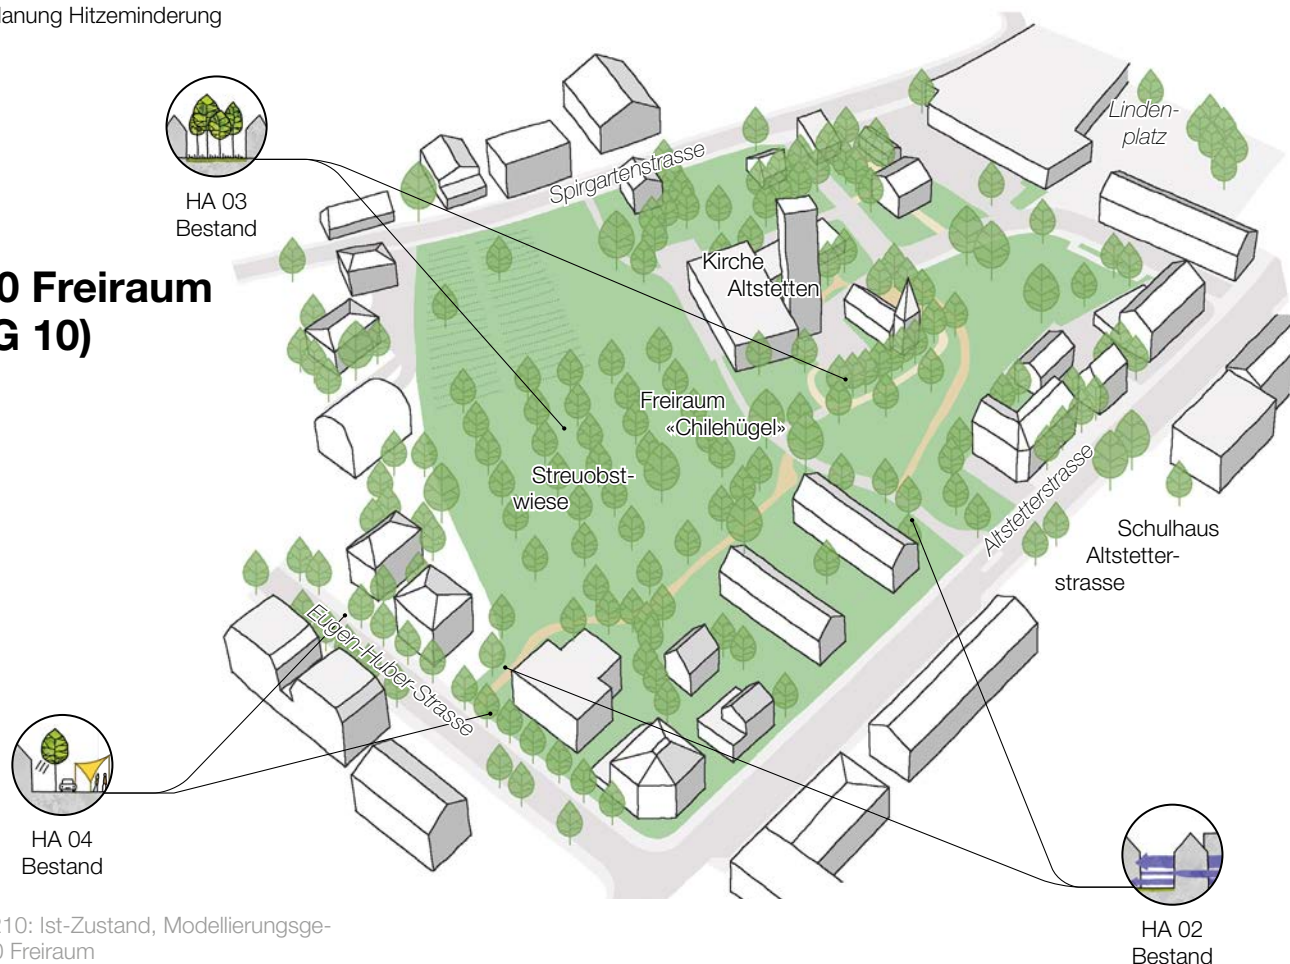 lanung Hitzeminderung
HA 03
Bestand
0 Freiraum
G 10)
Spirgartenstrasse
Linden-
platz
Kirche
Altstetten
Freiraum
«Chilehügel»
Streuobst-
wiese
Altstetterstrasse
Schulhaus
Altstetter-
strasse
Eugen-Huber-Strasse
HA 04
Bestand
HA 02
Bestand
210: Ist-Zustand, Modellierungsge-
0 Freiraum